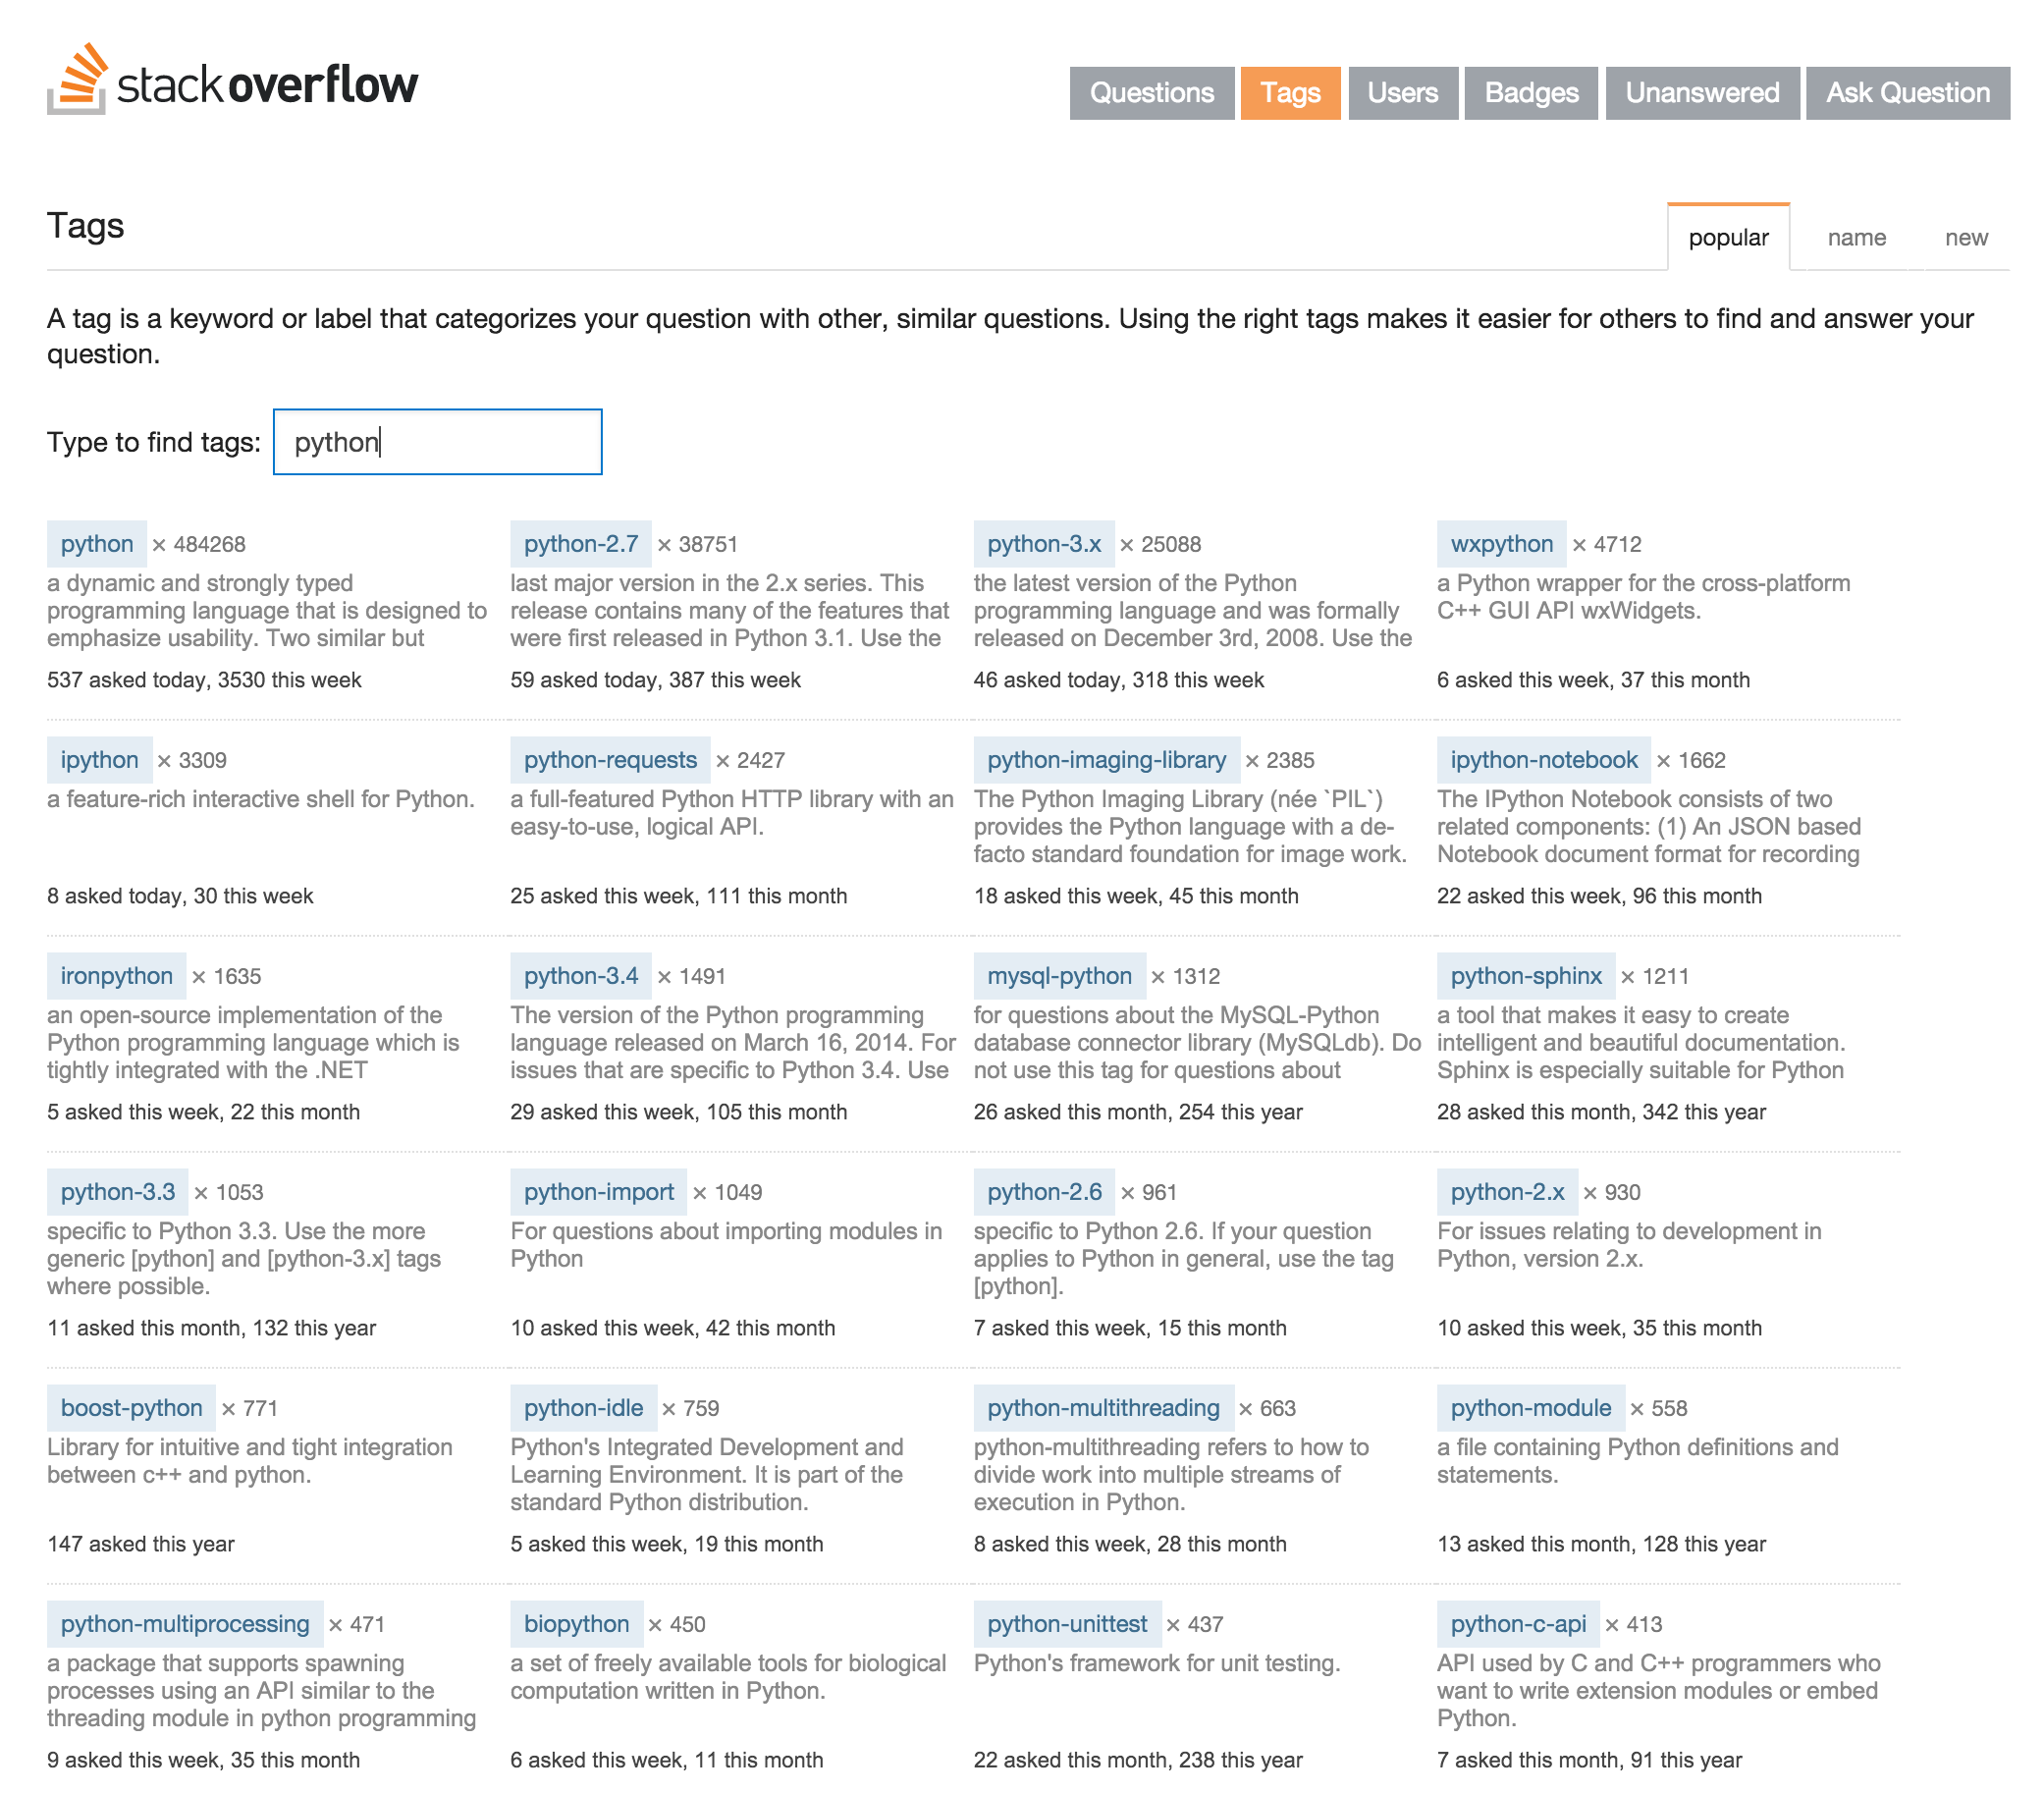 stackoverflow
Questions Tags Users Badges Unanswered Ask Question
Tags
popular name new
A tag is a keyword or label that categorizes your question with other, similar questions. Using the right tags makes it easier for others to find and answer your
question.
Type to find tags: python
python × 484268
a dynamic and strongly typed
programming language that is designed to
emphasize usability. Two similar but
537 asked today, 3530 this week
python-2.7 × 38751
last major version in the 2.x series. This
release contains many of the features that
were first released in Python 3.1. Use the
59 asked today, 387 this week
python-3.x × 25088
the latest version of the Python
programming language and was formally
released on December 3rd, 2008. Use the
46 asked today, 318 this week
wxpython × 4712
a Python wrapper for the cross-platform
C++ GUI API wxWidgets.
6 asked this week, 37 this month
ipython × 3309
a feature-rich interactive shell for Python.
8 asked today, 30 this week
python-requests × 2427
a full-featured Python HTTP library with an
easy-to-use, logical API.
25 asked this week, 111 this month
python-imaging-library × 2385
The Python Imaging Library (née `PIL`)
provides the Python language with a de-
facto standard foundation for image work.
18 asked this week, 45 this month
ipython-notebook × 1662
The IPython Notebook consists of two
related components: (1) An JSON based
Notebook document format for recording
22 asked this week, 96 this month
ironpython × 1635
an open-source implementation of the
Python programming language which is
tightly integrated with the .NET
5 asked this week, 22 this month
python-3.4 × 1491
The version of the Python programming
language released on March 16, 2014. For
issues that are specific to Python 3.4. Use
29 asked this week, 105 this month
mysql-python × 1312
for questions about the MySQL-Python
database connector library (MySQLdb). Do
not use this tag for questions about
26 asked this month, 254 this year
python-sphinx × 1211
a tool that makes it easy to create
intelligent and beautiful documentation.
Sphinx is especially suitable for Python
28 asked this month, 342 this year
python-3.3 × 1053
specific to Python 3.3. Use the more
generic [python] and [python-3.x] tags
where possible.
11 asked this month, 132 this year
python-import × 1049
For questions about importing modules in
Python
10 asked this week, 42 this month
python-2.6 × 961
specific to Python 2.6. If your question
applies to Python in general, use the tag
[python].
7 asked this week, 15 this month
python-2.x × 930
For issues relating to development in
Python, version 2.x.
10 asked this week, 35 this month
boost-python × 771
Library for intuitive and tight integration
between c++ and python.
147 asked this year
python-idle × 759
Python's Integrated Development and
Learning Environment. It is part of the
standard Python distribution.
5 asked this week, 19 this month
python-multithreading × 663
python-multithreading refers to how to
divide work into multiple streams of
execution in Python.
8 asked this week, 28 this month
python-module × 558
a file containing Python definitions and
statements.
13 asked this month, 128 this year
python-multiprocessing × 471
a package that supports spawning
processes using an API similar to the
threading module in python programming
9 asked this week, 35 this month
biopython × 450
a set of freely available tools for biological
computation written in Python.
6 asked this week, 11 this month
python-unittest × 437
Python's framework for unit testing.
22 asked this month, 238 this year
python-c-api × 413
API used by C and C++ programmers who
want to write extension modules or embed
Python.
7 asked this month, 91 this year